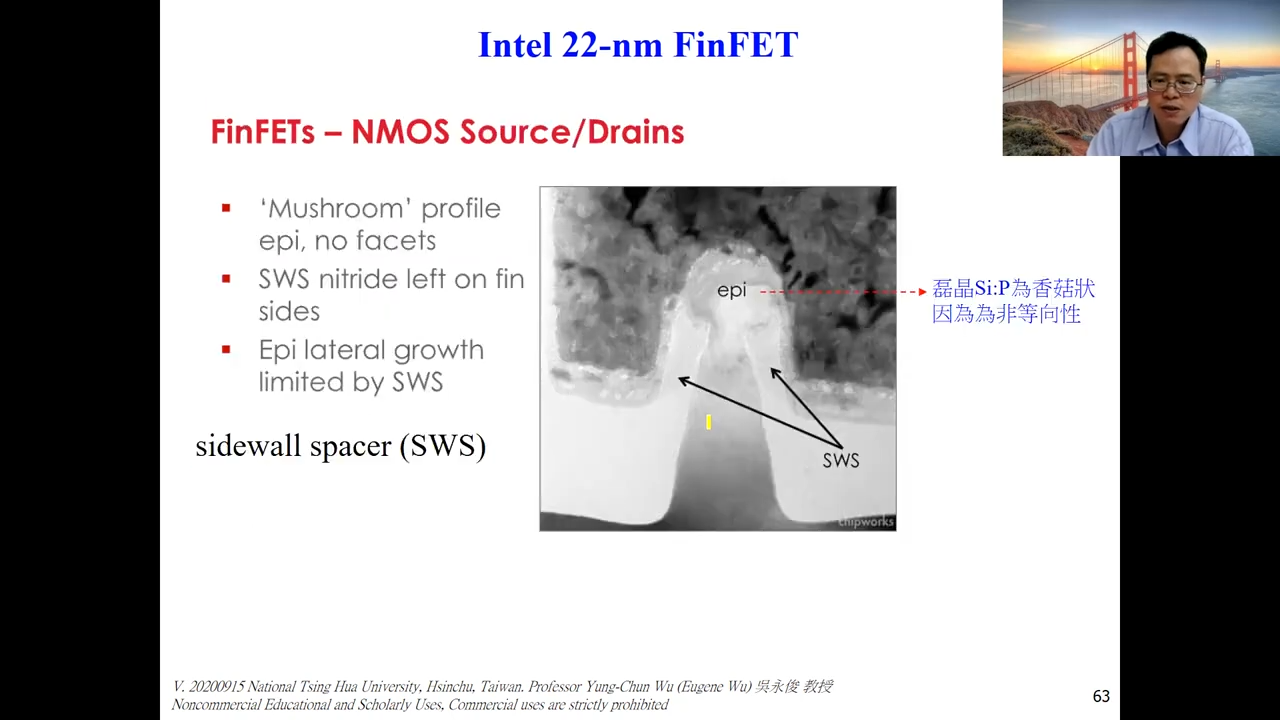 Intel 22-nm FinFET
FinFETs – NMOS Source/Drains
▪ ‘Mushroom’ profile
epi, no facets
▪ SWS nitride left on fin
sides
▪ Epi lateral growth
limited by SWS
sidewall spacer (SWS)
epi
磊晶Si:P為香菇狀
因為為非等向性
SWS
chipworks
V. 20200915 National Tsing Hua University, Hsinchu, Taiwan. Professor Yung-Chun Wu (Eugene Wu) 吳永俊 教授
Noncommercial Educational and Scholarly Uses, Commercial uses are strictly prohibited
63